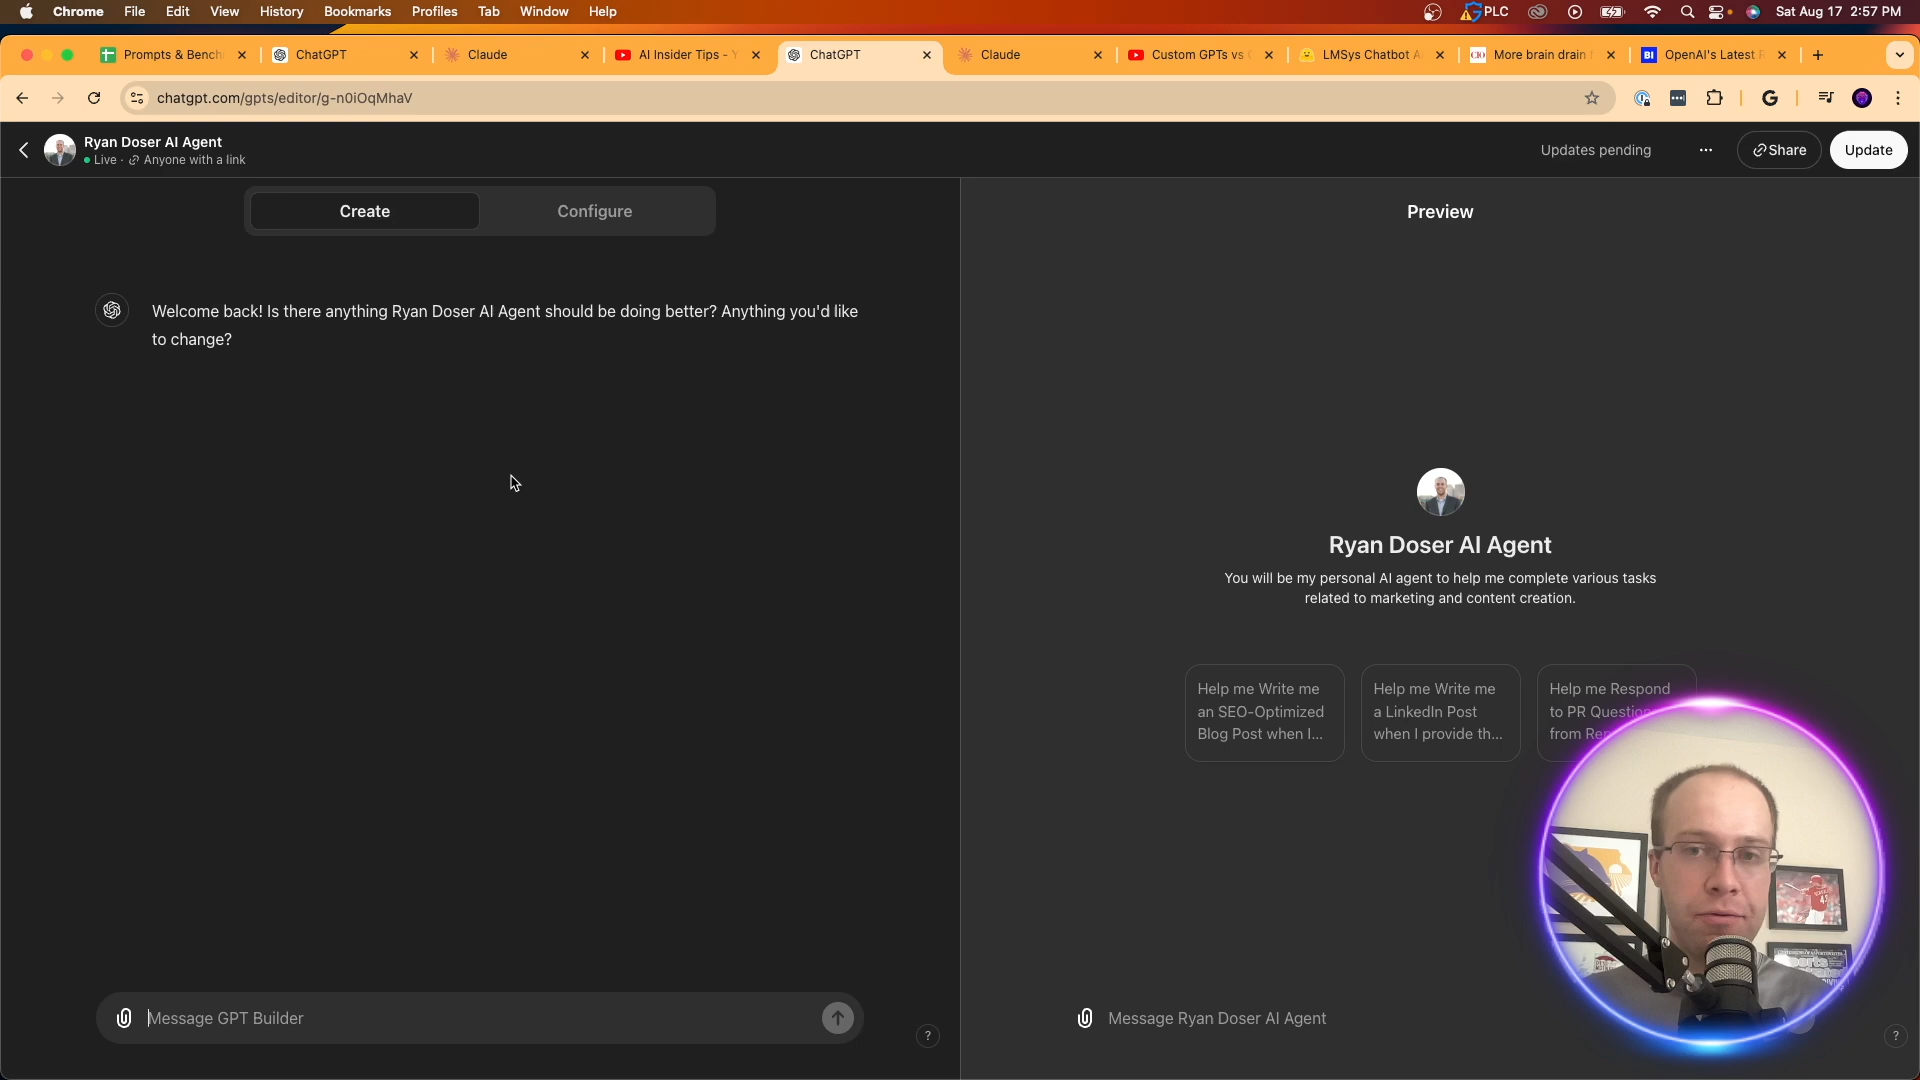 Chrome File Edit View History Bookmarks Profiles Tab Window Help PLC Sat Aug 17 2:57 PM
Prompts & Bench ChatGPT Claude AI Insider Tips - Y ChatGPT Claude Custom GPTs vs LMSys Chatbot A More brain drain BI OpenAI's Latest
chatgpt.com/gpts/editor/g-n0iOqMhaV
Ryan Doser AI Agent
Live · Anyone with a link
Updates pending ... Share Update
Create Configure
Preview
Welcome back! Is there anything Ryan Doser AI Agent should be doing better? Anything you'd like
to change?
Ryan Doser AI Agent
You will be my personal AI agent to help me complete various tasks
related to marketing and content creation.
Help me Write me
an SEO-Optimized
Blog Post when I...
Help me Write me
a LinkedIn Post
when I provide th...
Help me Respond
to PR Question
from
Message GPT Builder
?
Message Ryan Doser AI Agent
?